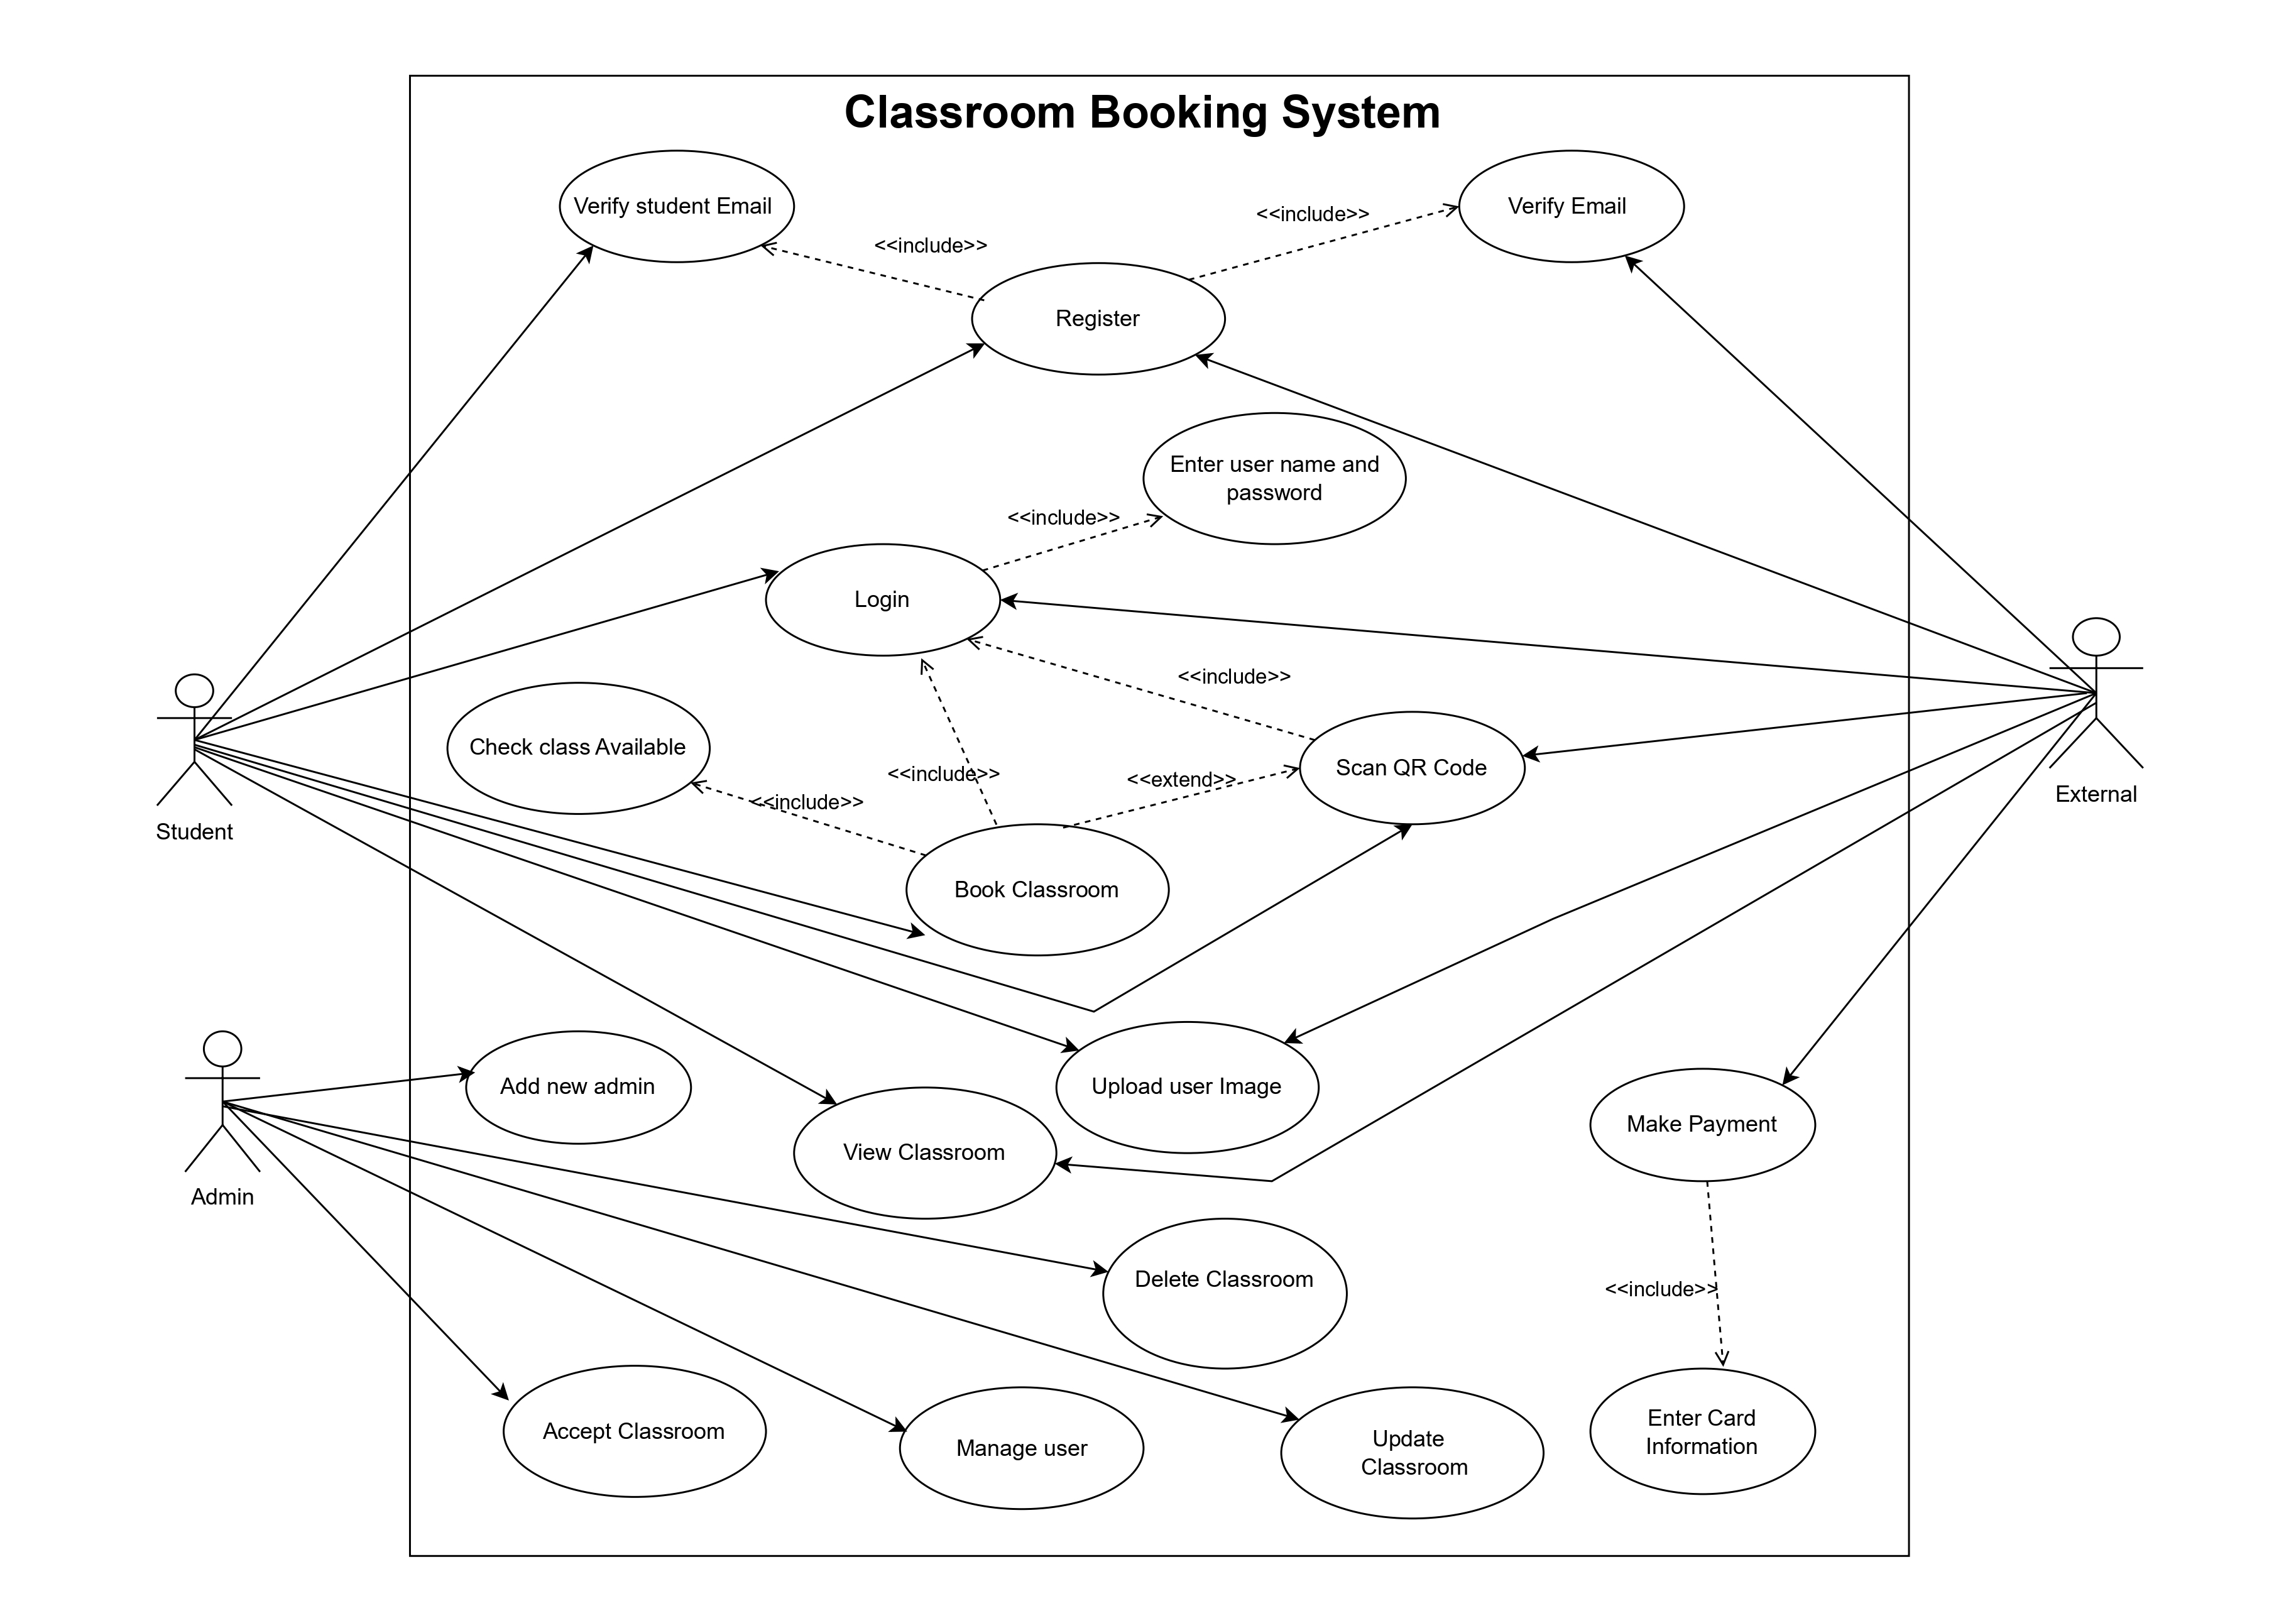 Classroom Booking System
Verify student Email
Verify Email
<<include>>
<<include>>
Register
Enter user name and
password
<<include>>
Login
<<include>>
Check class Available
Scan QR Code
<<include>>
<<extend>>
<<include>>
Student
External
Book Classroom
Add new admin
Upload user Image
Make Payment
View Classroom
Admin
Delete Classroom
<<include>>
Accept Classroom
Manage user
Update
Classroom
Enter Card
Information